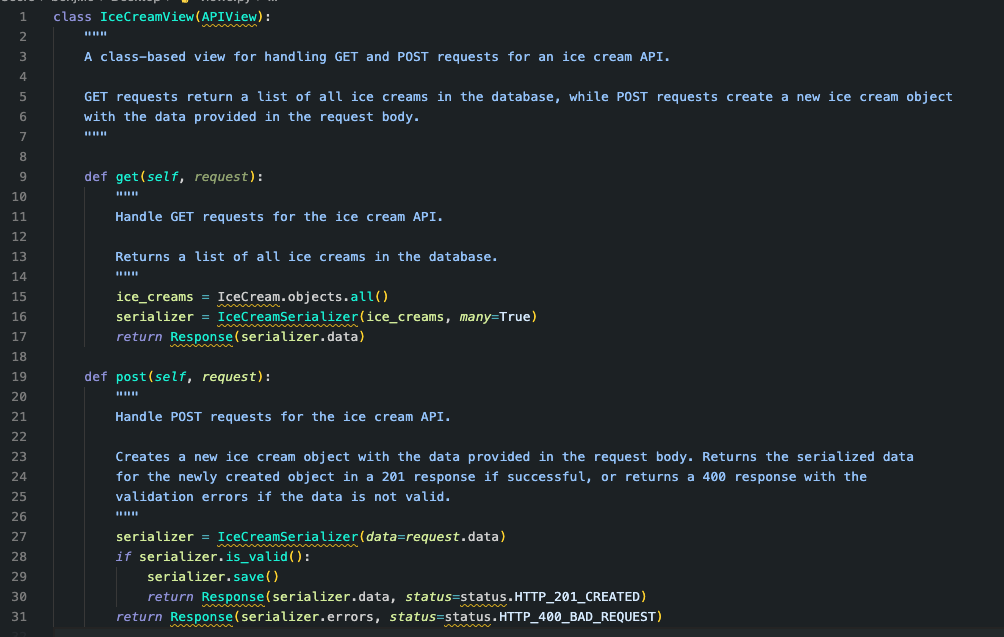 1 class IceCreamView(APIView):
2     """
3     A class-based view for handling GET and POST requests for an ice cream API.
4
5     GET requests return a list of all ice creams in the database, while POST requests create a new ice cream object
6     with the data provided in the request body.
7     """
8
9     def get(self, request):
10         """
11         Handle GET requests for the ice cream API.
12
13         Returns a list of all ice creams in the database.
14         """
15         ice_creams = IceCream.objects.all()
16         serializer = IceCreamSerializer(ice_creams, many=True)
17         return Response(serializer.data)
18
19     def post(self, request):
20         """
21         Handle POST requests for the ice cream API.
22
23         Creates a new ice cream object with the data provided in the request body. Returns the serialized data
24         for the newly created object in a 201 response if successful, or returns a 400 response with the
25         validation errors if the data is not valid.
26         """
27         serializer = IceCreamSerializer(data=request.data)
28         if serializer.is_valid():
29             serializer.save()
30             return Response(serializer.data, status=status.HTTP_201_CREATED)
31         return Response(serializer.errors, status=status.HTTP_400_BAD_REQUEST)